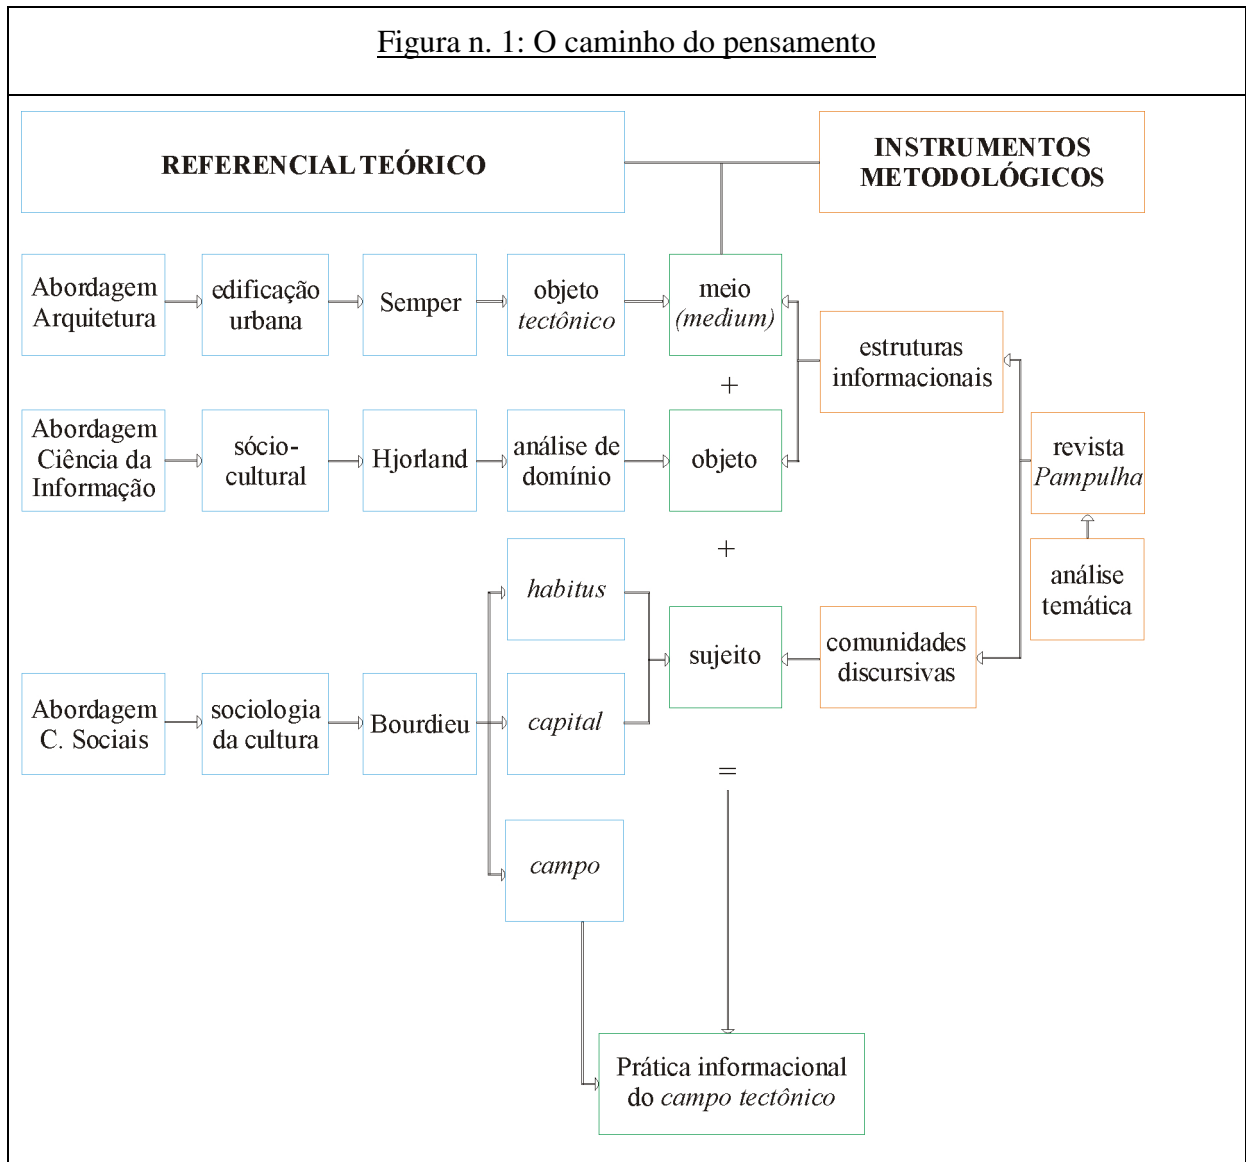 Figura n. 1: O caminho do pensamento
REFERENCIAL TEÓRICO
INSTRUMENTOS
METODOLÓGICOS
Abordagem
Arquitetura
edificação
urbana
Semper
objeto
tectônico
meio
(medium)
estruturas
informacionais
+
Abordagem
Ciência da
Informação
sócio-
cultural
Hjorland
análise de
domínio
objeto
revista
Pampulha
+
habitus
análise
temática
sujeito
comunidades
discursivas
Abordagem
C. Sociais
sociologia
da cultura
Bourdieu
capital
=
campo
Prática informacional
do campo tectônico